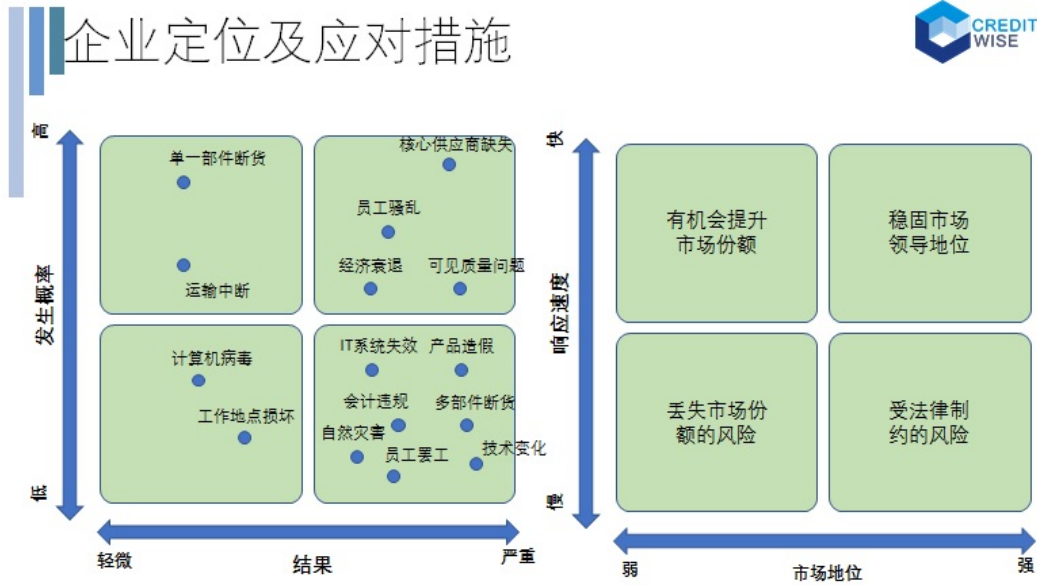 企业定位及应对措施
CREDIT
WISE
高
发生概率
低
单一部件断货
运输中断
核心供应商缺失
员工骚乱
经济衰退
可见质量问题
计算机病毒
工作地点损坏
IT系统失效
产品造假
会计违规
多部件断货
自然灾害
员工罢工
技术变化
轻微
结果
严重
快
响应速度
慢
有机会提升
市场份额
稳固市场
领导地位
丢失市场份
额的风险
受法律制
约的风险
弱
市场地位
强